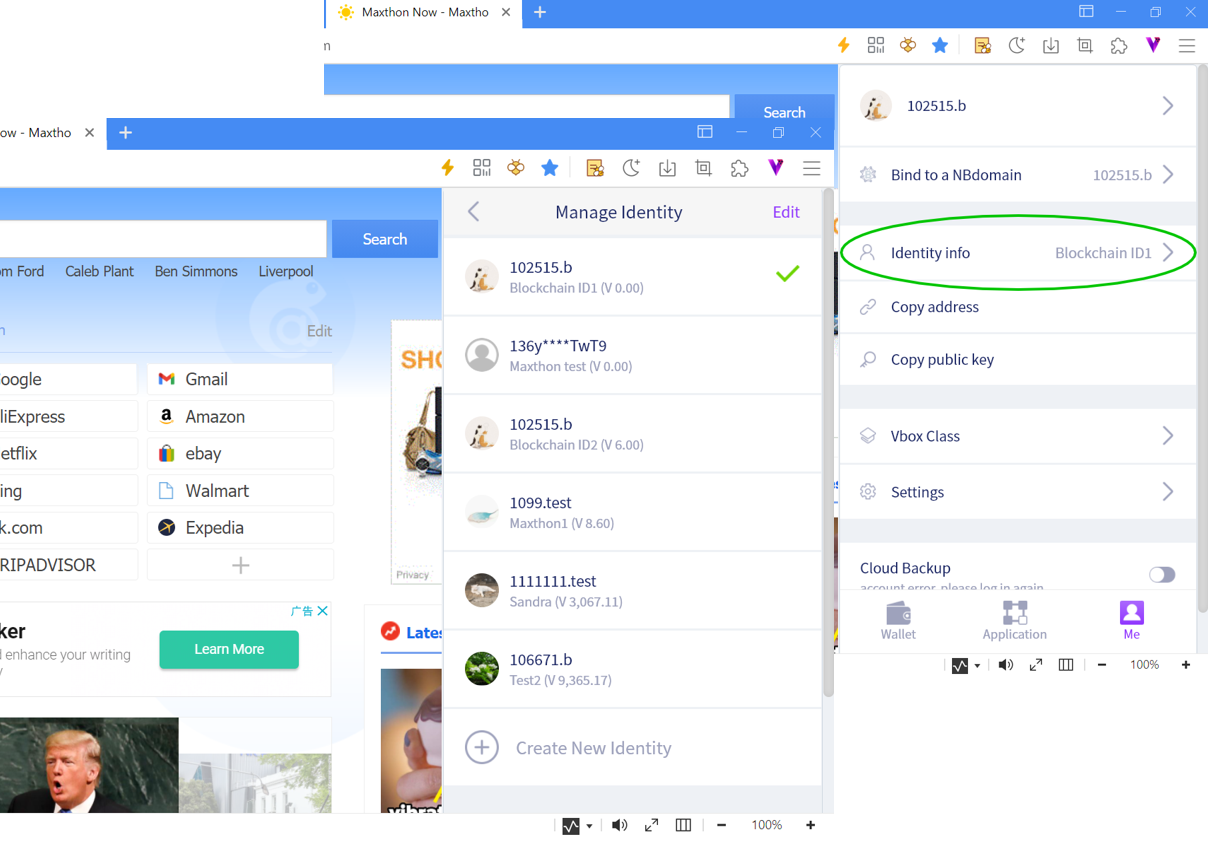 Maxthon Now - Maxtho
m
Search
102515.b
Bind to a NBdomain 102515.b
Identity info Blockchain ID1
Copy address
Copy public key
Vbox Class
Settings
Cloud Backup
account error, please log in again
Wallet Application Me
100%
ow - Maxtho
Search
om Ford Caleb Plant Ben Simmons Liverpool
n
Edit
oogle Gmail
liExpress Amazon
etflix ebay
ing Walmart
k.com Expedia
RIPADVISOR
广告
ker
d enhance your writing
y
Learn More
SHO
Privacy
Lates
vibrat
Manage Identity Edit
102515.b
Blockchain ID1 (V 0.00)
136y****TwT9
Maxthon test (V 0.00)
102515.b
Blockchain ID2 (V 6.00)
1099.test
Maxthon1 (V 8.60)
1111111.test
Sandra (V 3,067.11)
106671.b
Test2 (V 9,365.17)
Create New Identity
100%